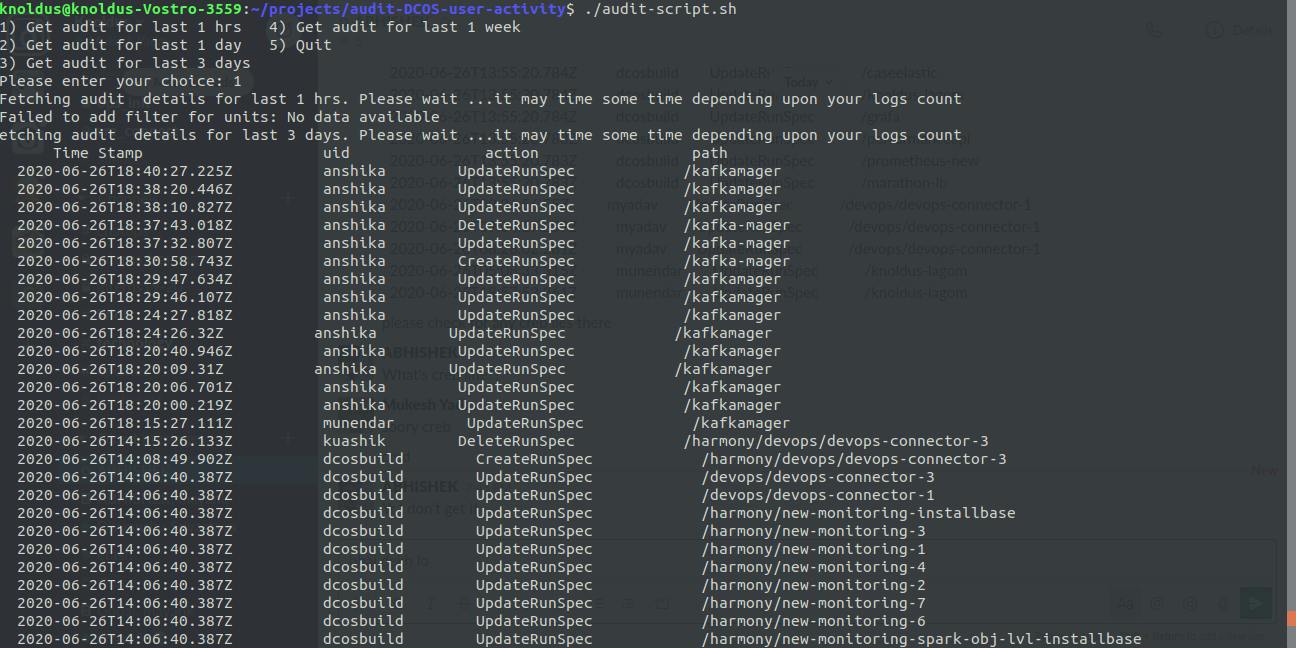 knoldus@knoldus-Vostro-3559:~/projects/audit-DCOS-user-activity$ ./audit-script.sh
1) Get audit for last 1 hrs   4) Get audit for last 1 week
2) Get audit for last 1 day   5) Quit
3) Get audit for last 3 days
Please enter your choice: 1
Fetching audit  details for last 1 hrs. Please wait ...it may time some time depending upon your logs count
Failed to add filter for units: No data available
etching audit  details for last 3 days. Please wait ...it may time some time depending upon your logs count
Time Stamp uid action path
2020-06-26T18:40:27.225Z anshika UpdateRunSpec /kafkamager
2020-06-26T18:38:20.446Z anshika UpdateRunSpec /kafkamager
2020-06-26T18:38:10.827Z anshika UpdateRunSpec /kafkamager
2020-06-26T18:37:43.018Z anshika DeleteRunSpec /kafka-mager
2020-06-26T18:37:32.807Z anshika UpdateRunSpec /kafka-mager
2020-06-26T18:30:58.743Z anshika CreateRunSpec /kafka-mager
2020-06-26T18:29:47.634Z anshika UpdateRunSpec /kafkamager
2020-06-26T18:29:46.107Z anshika UpdateRunSpec /kafkamager
2020-06-26T18:24:27.818Z anshika UpdateRunSpec /kafkamager
2020-06-26T18:24:26.32Z anshika UpdateRunSpec /kafkamager
2020-06-26T18:20:40.946Z anshika UpdateRunSpec /kafkamager
2020-06-26T18:20:09.31Z anshika UpdateRunSpec /kafkamager
2020-06-26T18:20:06.701Z anshika UpdateRunSpec /kafkamager
2020-06-26T18:20:00.219Z anshika UpdateRunSpec /kafkamager
2020-06-26T18:15:27.111Z munendar UpdateRunSpec /kafkamager
2020-06-26T14:15:26.133Z kuashik DeleteRunSpec /harmony/devops/devops-connector-3
2020-06-26T14:08:49.902Z dcosbuild CreateRunSpec /harmony/devops/devops-connector-3
2020-06-26T14:06:40.387Z dcosbuild UpdateRunSpec /devops/devops-connector-3
2020-06-26T14:06:40.387Z dcosbuild UpdateRunSpec /devops/devops-connector-1
2020-06-26T14:06:40.387Z dcosbuild UpdateRunSpec /harmony/new-monitoring-installbase
2020-06-26T14:06:40.387Z dcosbuild UpdateRunSpec /harmony/new-monitoring-3
2020-06-26T14:06:40.387Z dcosbuild UpdateRunSpec /harmony/new-monitoring-1
2020-06-26T14:06:40.387Z dcosbuild UpdateRunSpec /harmony/new-monitoring-4
2020-06-26T14:06:40.387Z dcosbuild UpdateRunSpec /harmony/new-monitoring-2
2020-06-26T14:06:40.387Z dcosbuild UpdateRunSpec /harmony/new-monitoring-7
2020-06-26T14:06:40.387Z dcosbuild UpdateRunSpec /harmony/new-monitoring-6
2020-06-26T14:06:40.387Z dcosbuild UpdateRunSpec /harmony/new-monitoring-spark-obj-lvl-installbase